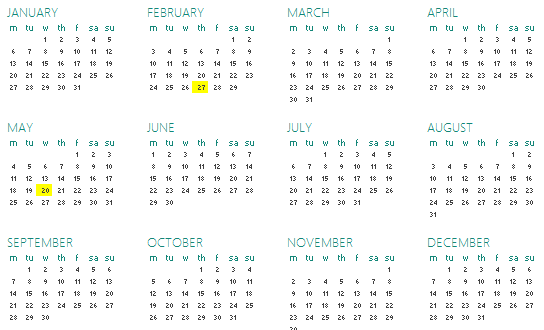 JANUARY
m tu w th f sa su
1 2 3 4 5
6 7 8 9 10 11 12
13 14 15 16 17 18 19
20 21 22 23 24 25 26
27 28 29 30 31
FEBRUARY
m tu w th f sa su
1 2
3 4 5 6 7 8 9
10 11 12 13 14 15 16
17 18 19 20 21 22 23
24 25 26 27 28 29
MARCH
m tu w th f sa su
1
2 3 4 5 6 7 8
9 10 11 12 13 14 15
16 17 18 19 20 21 22
23 24 25 26 27 28 29
30 31
APRIL
m tu w th f sa su
1 2 3 4 5
6 7 8 9 10 11 12
13 14 15 16 17 18 19
20 21 22 23 24 25 26
27 28 29 30
MAY
m tu w th f sa su
1 2 3
4 5 6 7 8 9 10
11 12 13 14 15 16 17
18 19 20 21 22 23 24
25 26 27 28 29 30 31
JUNE
m tu w th f sa su
1 2 3 4 5 6 7
8 9 10 11 12 13 14
15 16 17 18 19 20 21
22 23 24 25 26 27 28
29 30
JULY
m tu w th f sa su
1 2 3 4 5
6 7 8 9 10 11 12
13 14 15 16 17 18 19
20 21 22 23 24 25 26
27 28 29 30 31
AUGUST
m tu w th f sa su
1 2
3 4 5 6 7 8 9
10 11 12 13 14 15 16
17 18 19 20 21 22 23
24 25 26 27 28 29 30
31
SEPTEMBER
m tu w th f sa su
1 2 3 4 5 6
7 8 9 10 11 12 13
14 15 16 17 18 19 20
21 22 23 24 25 26 27
28 29 30
OCTOBER
m tu w th f sa su
1 2 3 4
5 6 7 8 9 10 11
12 13 14 15 16 17 18
19 20 21 22 23 24 25
26 27 28 29 30 31
NOVEMBER
m tu w th f sa su
1
2 3 4 5 6 7 8
9 10 11 12 13 14 15
16 17 18 19 20 21 22
23 24 25 26 27 28 29
30
DECEMBER
m tu w th f sa su
1 2 3 4 5 6
7 8 9 10 11 12 13
14 15 16 17 18 19 20
21 22 23 24 25 26 27
28 29 30 31